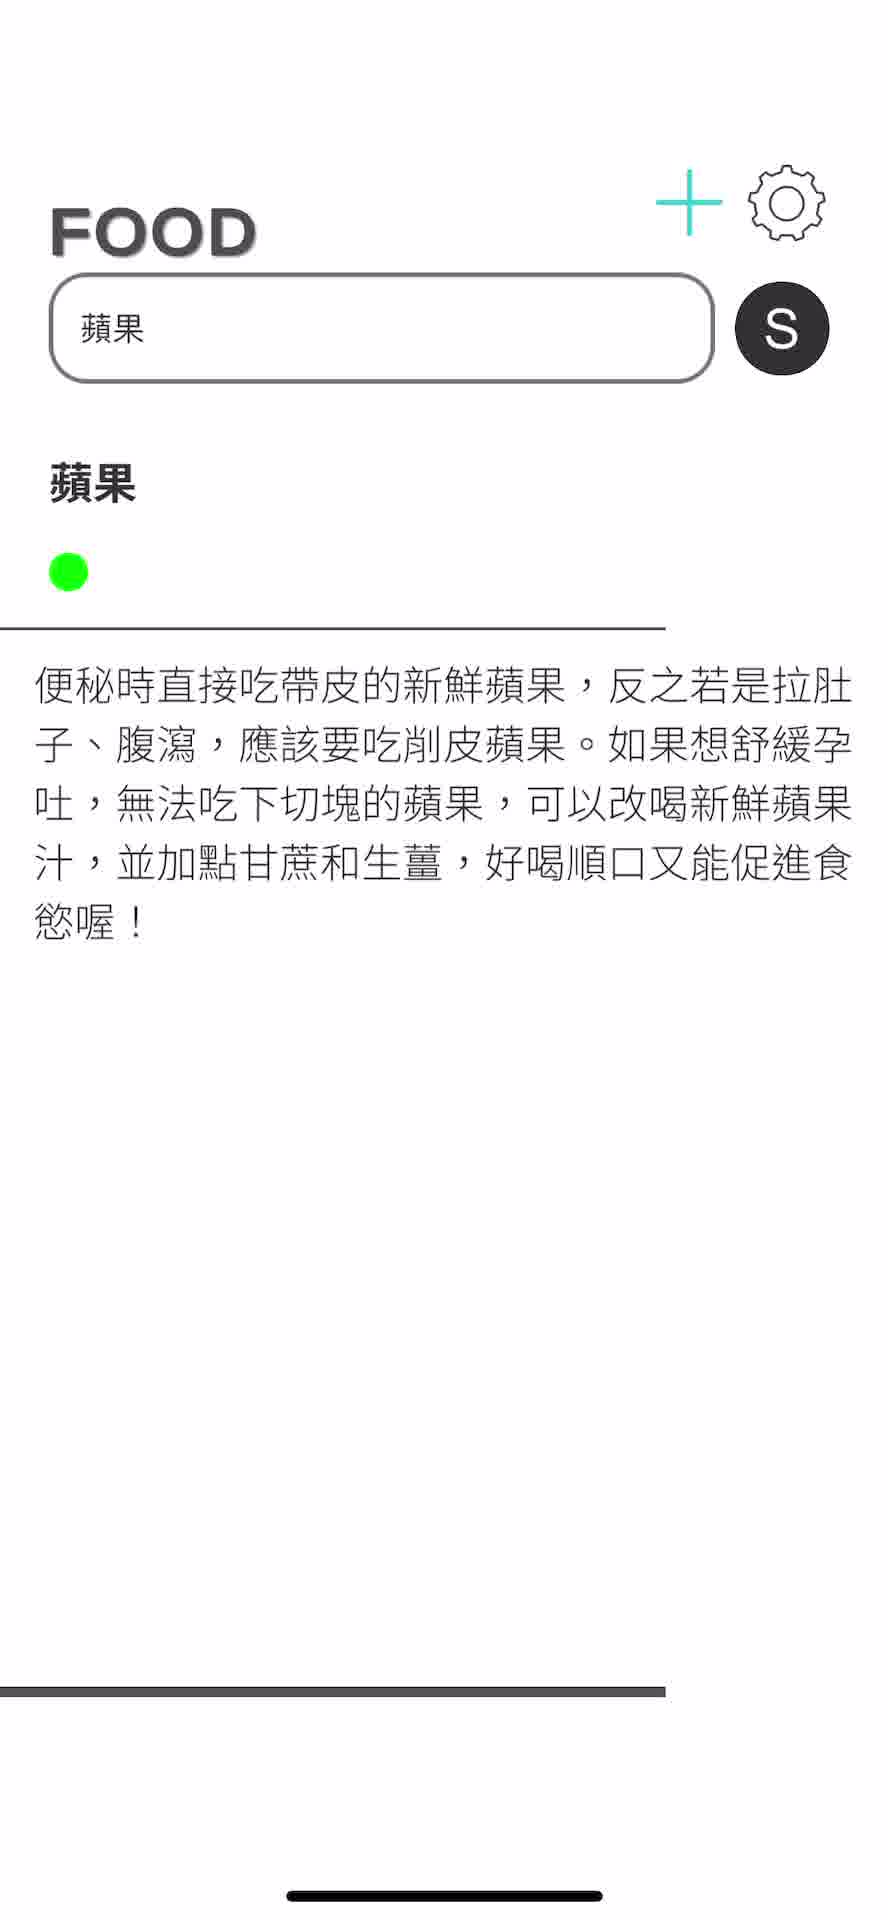 FOOD
蘋果
S
蘋果
便秘時直接吃帶皮的新鮮蘋果，反之若是拉肚
子、腹瀉，應該要吃削皮蘋果。如果想舒緩孕
吐，無法吃下切塊的蘋果，可以改喝新鮮蘋果
汁，並加點甘蔗和生薑，好喝順口又能促進食
慾喔！